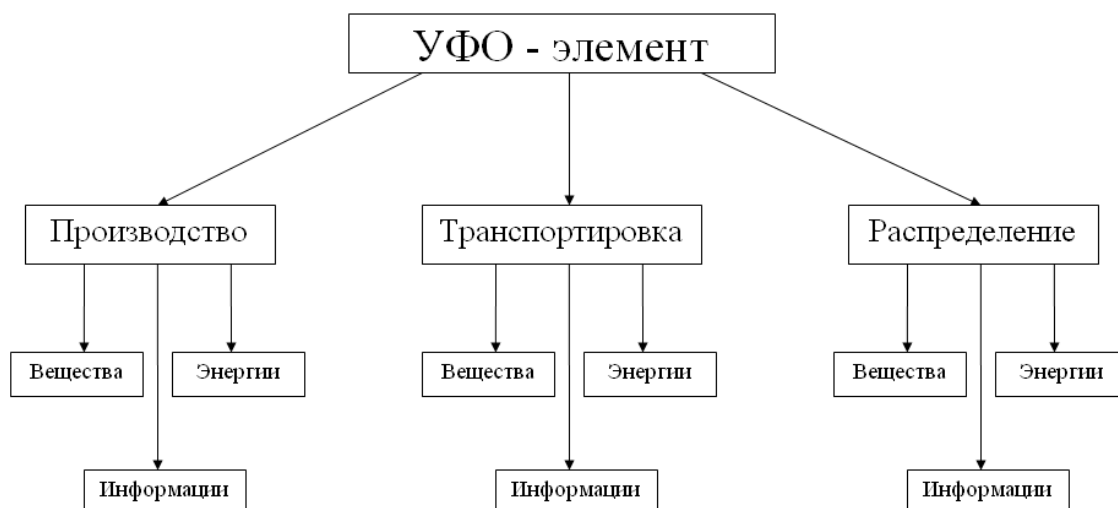 УФО - элемент
Производство
Транспортировка
Распределение
Вещества
Энергии
Вещества
Энергии
Вещества
Энергии
Информации
Информации
Информации